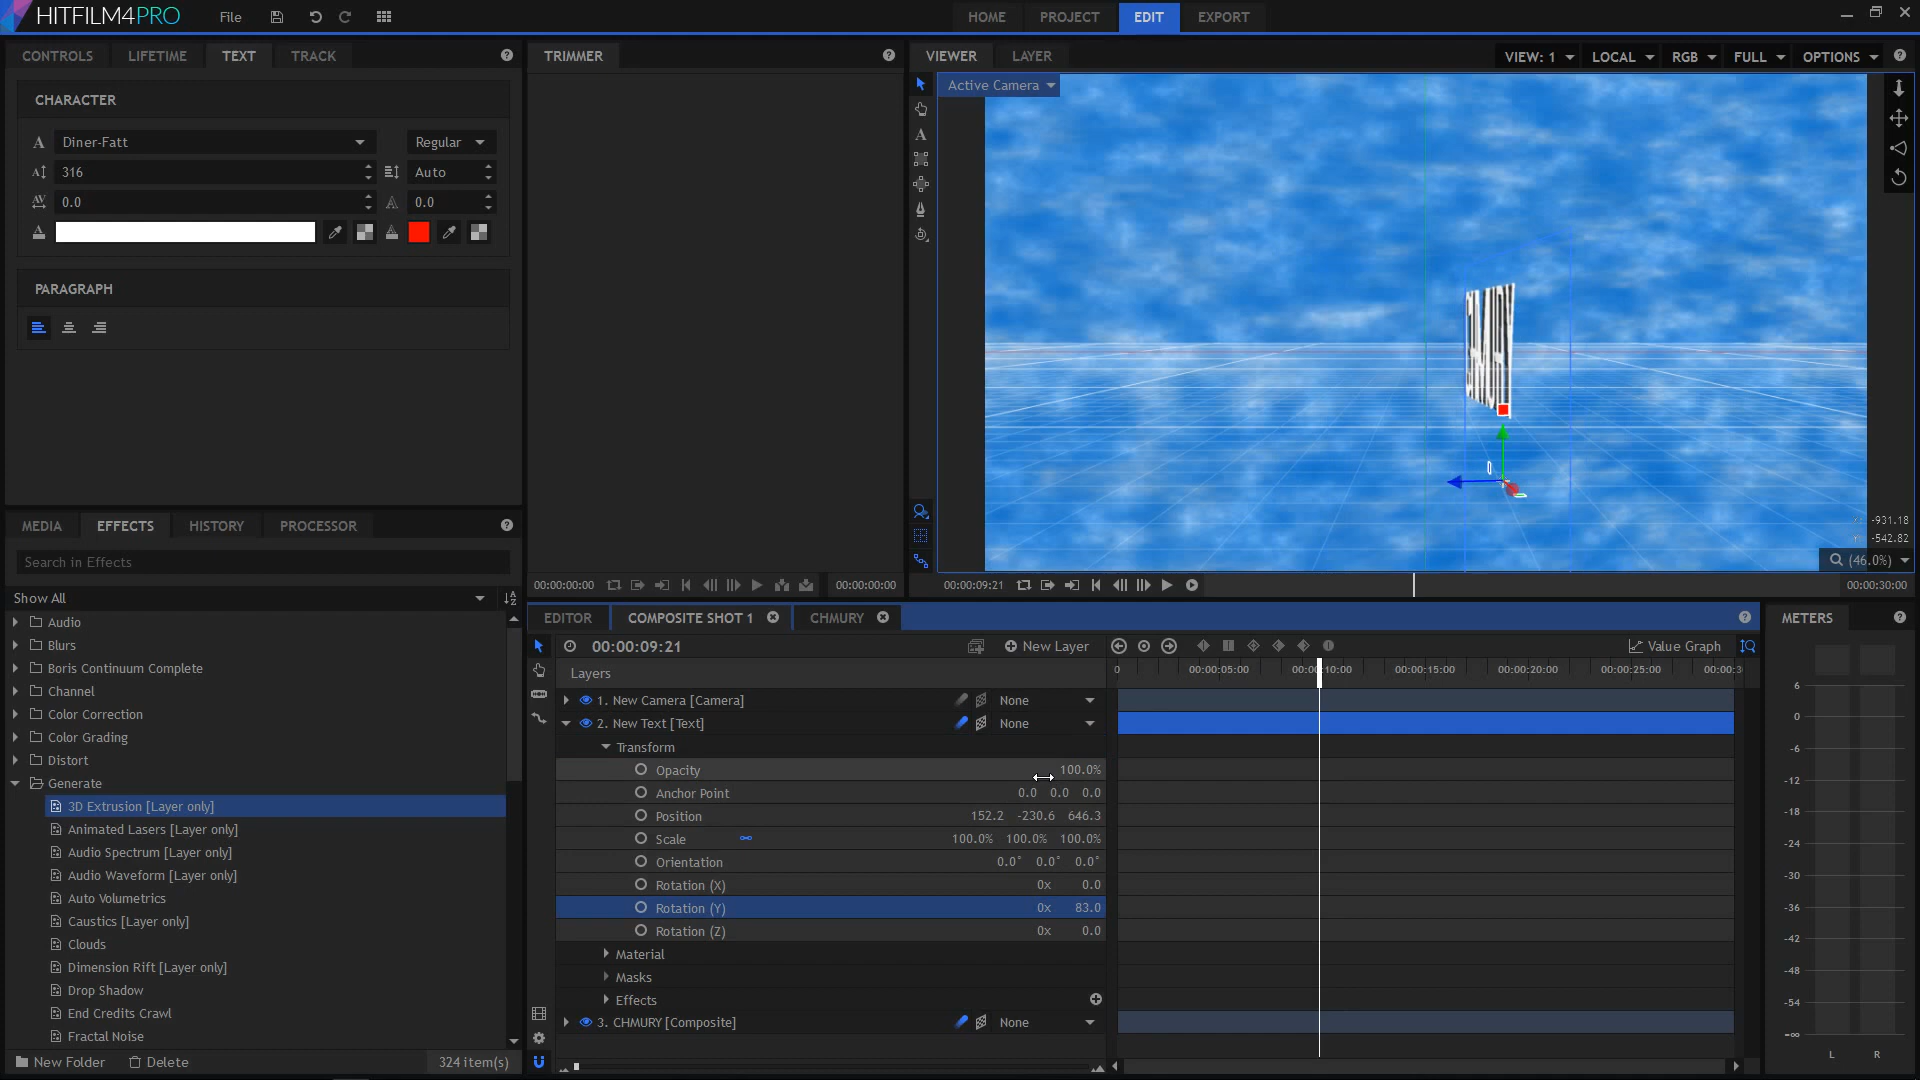 HITFILM4PRO File HOME PROJECT EDIT EXPORT
CONTROLS LIFETIME TEXT TRACK
TRIMMER
VIEWER LAYER VIEW: 1 LOCAL RGB FULL OPTIONS
Active Camera
CHARACTER
Diner-Fatt Regular
316 Auto
0.0 0.0
PARAGRAPH
-931.18
-542.82
(46.0%)
MEDIA EFFECTS HISTORY PROCESSOR
Search in Effects
Show All
00:00:00:00 00:00:00:00
00:00:09:21 00:00:30:00
Audio
Blurs
Boris Continuum Complete
Channel
Color Correction
Color Grading
Distort
Generate
3D Extrusion [Layer only]
Animated Lasers [Layer only]
Audio Spectrum [Layer only]
Audio Waveform [Layer only]
Auto Volumetrics
Caustics [Layer only]
Clouds
Dimension Rift [Layer only]
Drop Shadow
End Credits Crawl
Fractal Noise
New Folder Delete 324 item(s)
EDITOR COMPOSITE SHOT 1 CHMURY
00:00:09:21 New Layer Value Graph
Layers 0 00:00:05:00 00:00:10:00 00:00:15:00 00:00:20:00 00:00:25:00 00:00:3
1. New Camera [Camera] None
2. New Text [Text] None
Transform
Opacity 100.0%
Anchor Point 0.0 0.0 0.0
Position 152.2 -230.6 646.3
Scale 100.0% 100.0% 100.0%
Orientation 0.0° 0.0° 0.0°
Rotation (X) 0x 0.0
Rotation (Y) 0x 83.0
Rotation (Z) 0x 0.0
Material
Masks
Effects
3. CHMURY [Composite] None
METERS
6
0
-6
-12
-18
-24
-30
-36
-42
-48
-54
-∞
L R